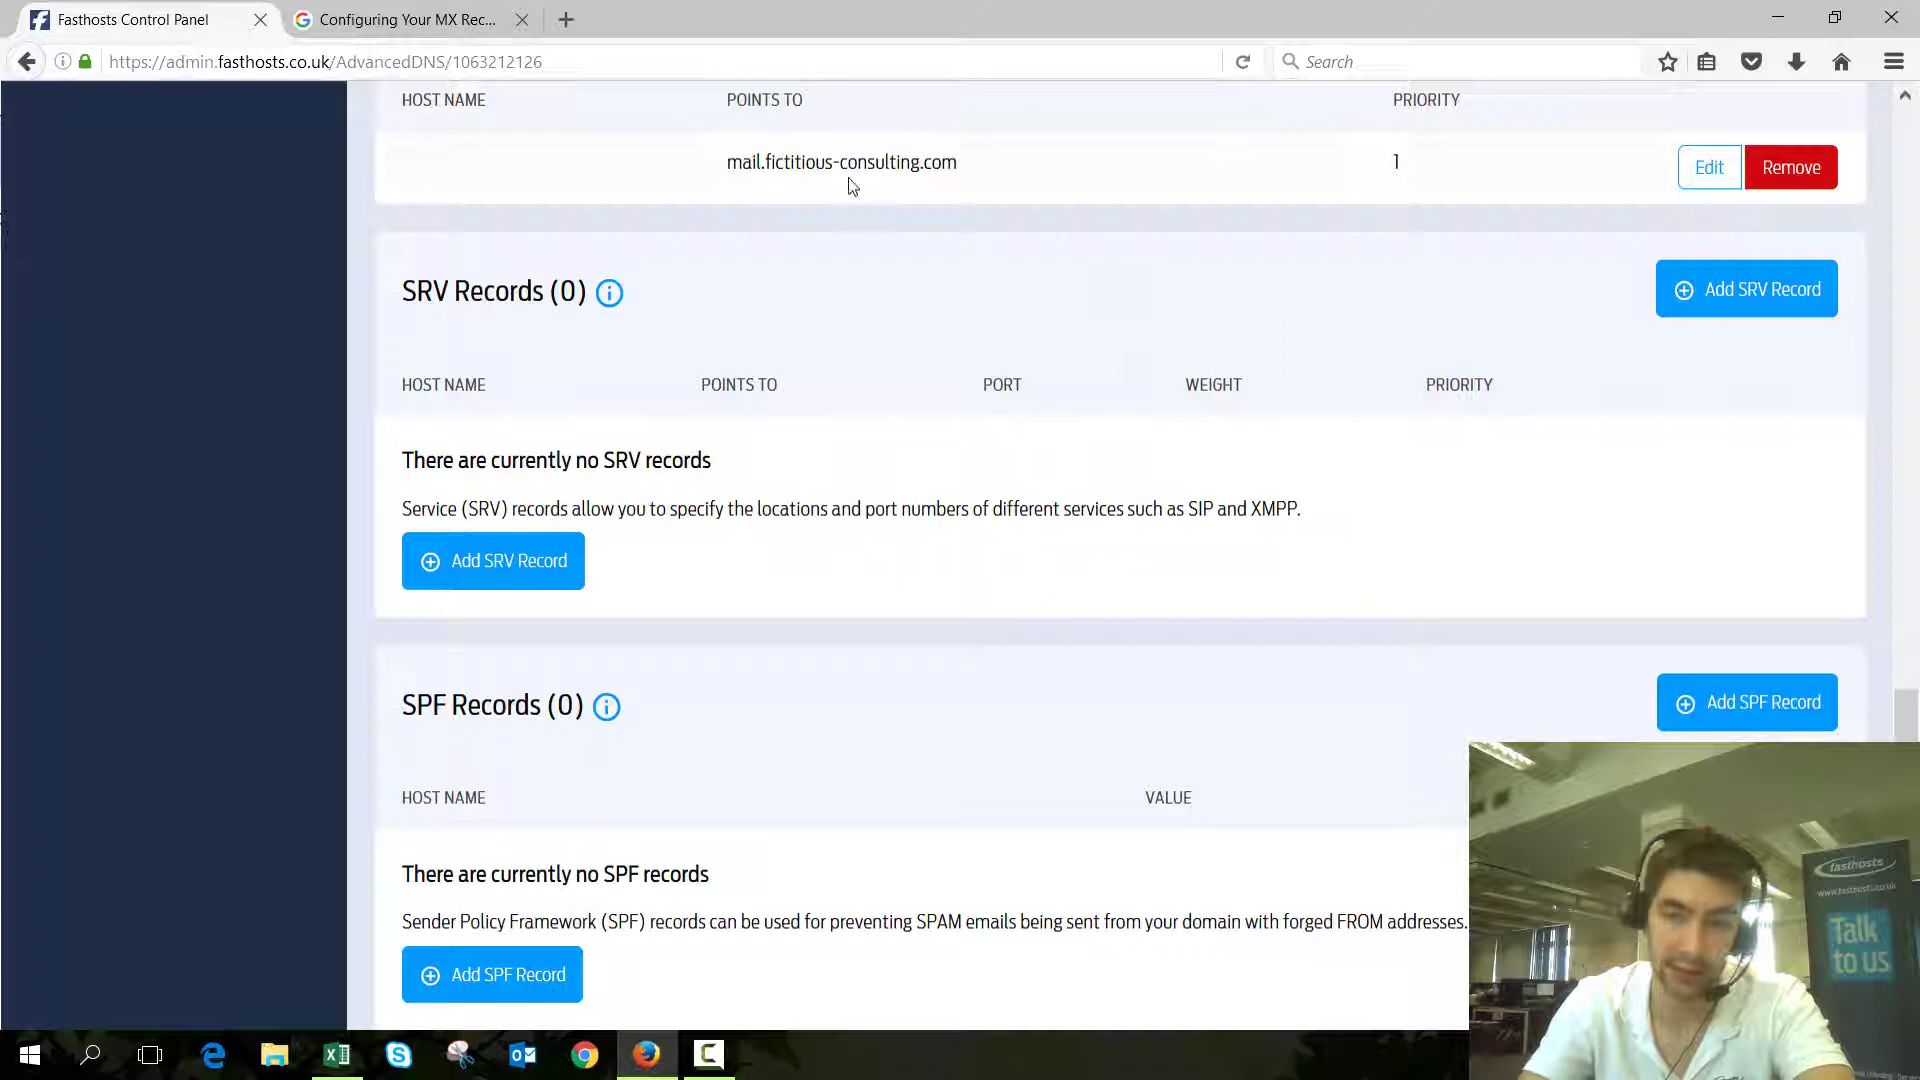 Fasthosts Control Panel
Configuring Your MX Rec...
https://admin.fasthosts.co.uk/AdvancedDNS/1063212126
Search
HOST NAME POINTS TO PRIORITY
mail.fictitious-consulting.com 1 Edit Remove
SRV Records (0) Add SRV Record
HOST NAME POINTS TO PORT WEIGHT PRIORITY
There are currently no SRV records
Service (SRV) records allow you to specify the locations and port numbers of different services such as SIP and XMPP.
Add SRV Record
SPF Records (0) Add SPF Record
HOST NAME VALUE
There are currently no SPF records
Sender Policy Framework (SPF) records can be used for preventing SPAM emails being sent from your domain with forged FROM addresses.
Add SPF Record
fasthosts
www.fasthosts.co.uk
Talk
to us